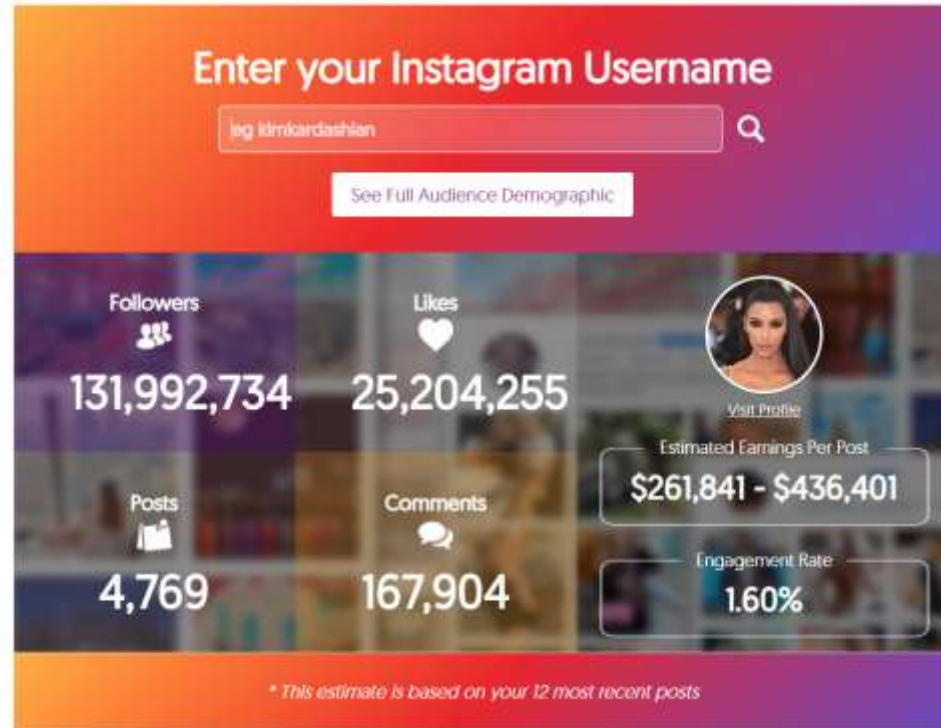 Enter your Instagram Username
eg kimkardashian
See Full Audience Demographic
Followers
131,992,734
Likes
25,204,255
Posts
4,769
Comments
167,904
Visit Profile
Estimated Earnings Per Post
$261,841 - $436,401
Engagement Rate
1.60%
* This estimate is based on your 12 most recent posts